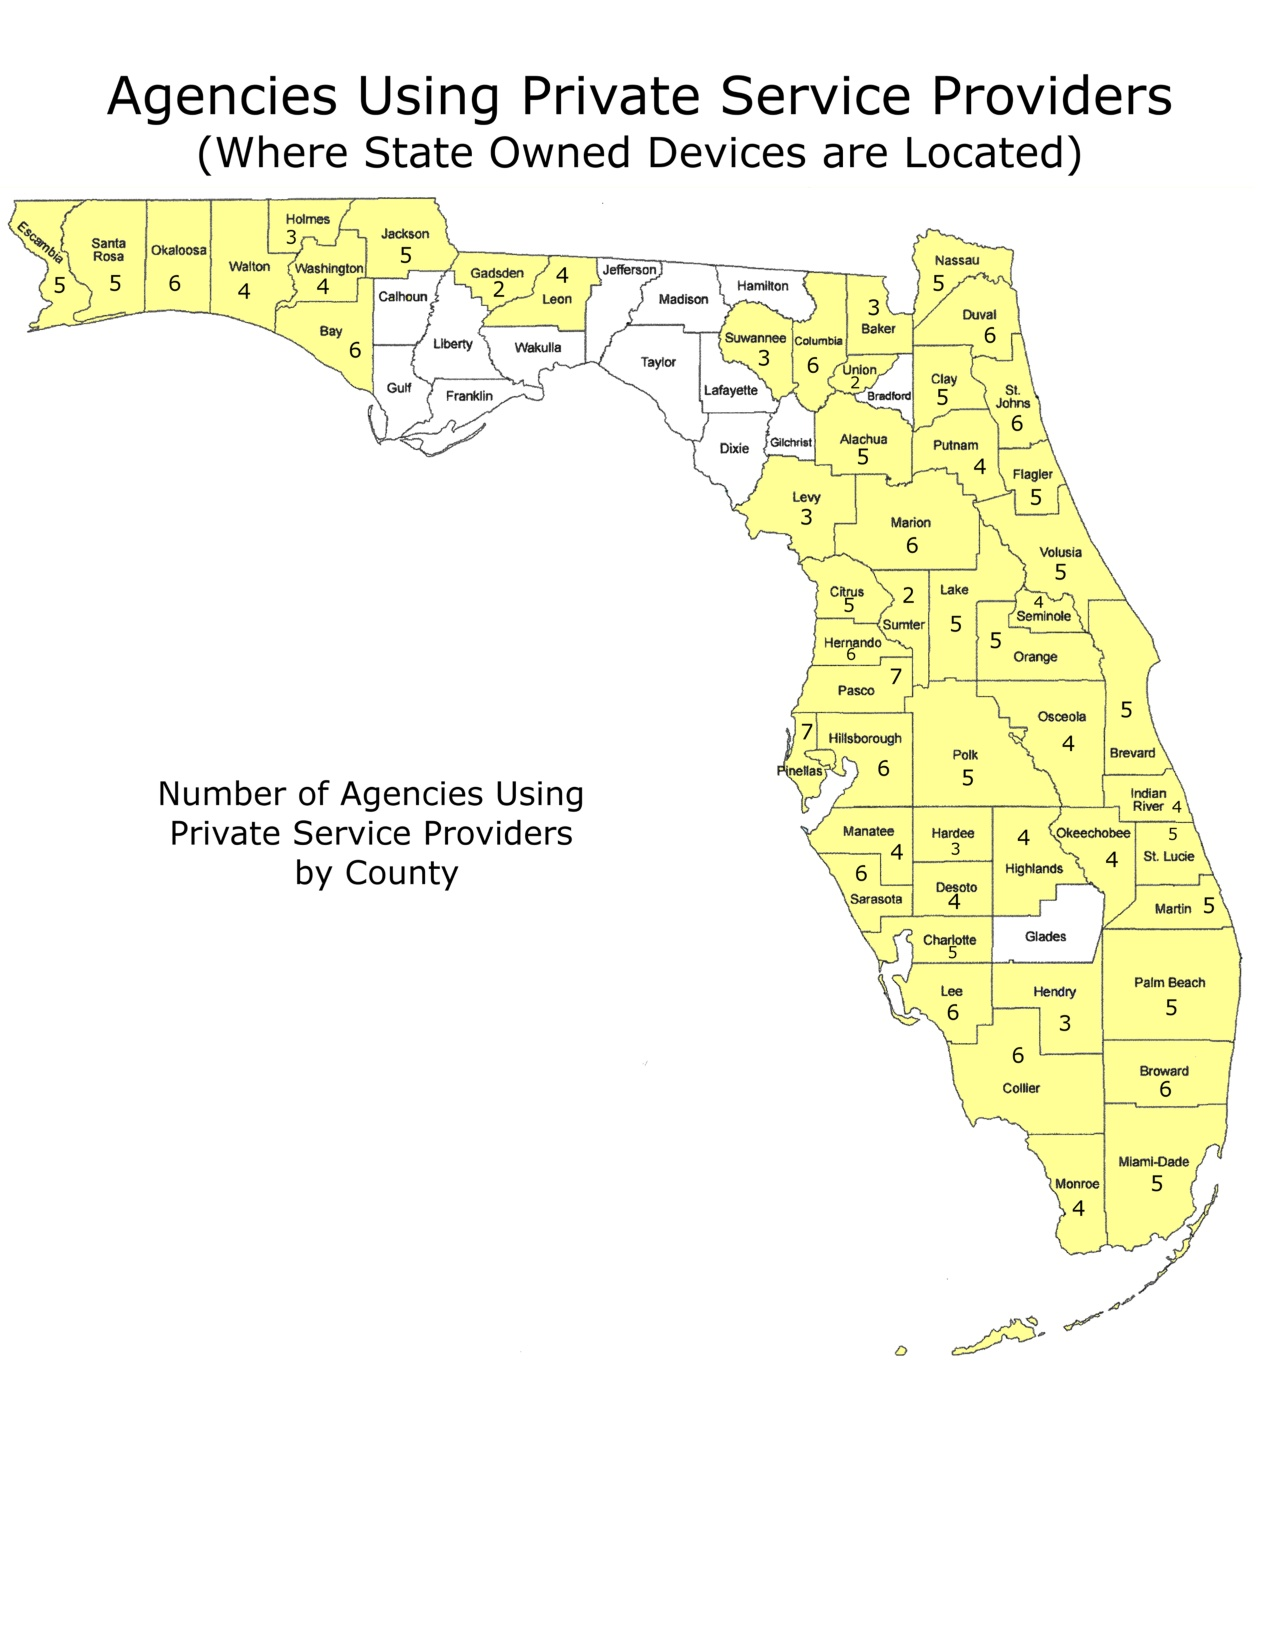 Agencies Using Private Service Providers
(Where State Owned Devices are Located)
Escambia
5
Santa
Rosa
5
Okaloosa
6
Walton
4
Holmes
3
Washington
4
Jackson
5
Bay
6
Calhoun
Gulf
Liberty
Franklin
Gadsden
2
4
Leon
Wakulla
Jefferson
Madison
Taylor
Hamilton
Suwannee
3
Lafayette
Dixie
Columbia
6
Gilchrist
3
Baker
Union
2
Bradford
Nassau
5
Duval
6
Clay
5
St.
Johns
6
Alachua
5
Putnam
4
Flagler
5
Levy
3
Marion
6
Volusia
5
Citrus
5
2
Sumter
Lake
5
4
Seminole
5
Orange
Hernando
6
7
Pasco
7
Pinellas
Hillsborough
6
Polk
5
Osceola
4
5
Brevard
Number of Agencies Using
Private Service Providers
by County
Indian
River 4
Manatee
4
Hardee
3
4
Highlands
Okeechobee
4
5
St. Lucie
6
Sarasota
Desoto
4
Martin 5
Charlotte
5
Glades
Lee
6
Hendry
3
Palm Beach
5
6
Collier
Broward
6
Monroe
4
Miami-Dade
5